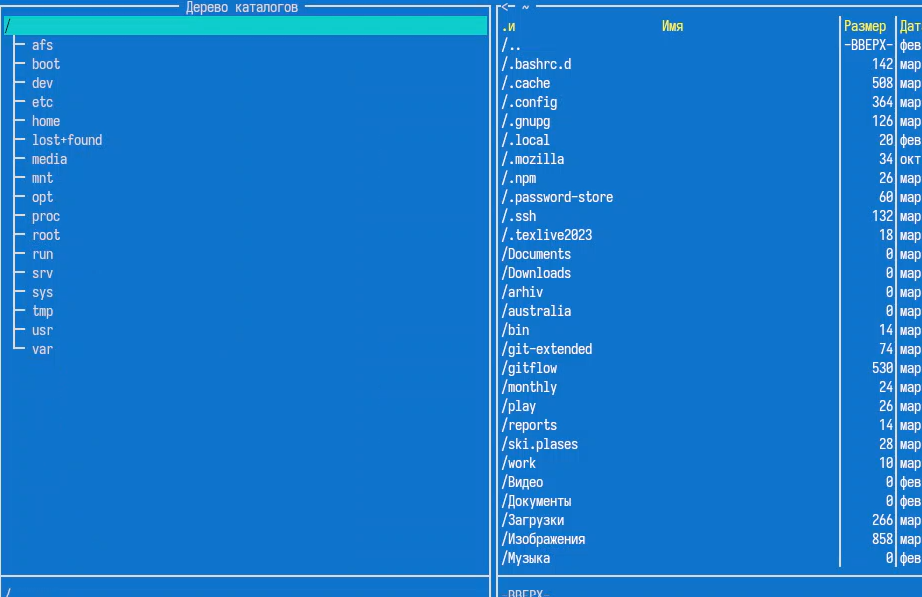 Дерево каталогов
/
afs
boot
dev
etc
home
lost+found
media
mnt
opt
proc
root
run
srv
sys
tmp
usr
var
/
<- ~
.и Имя Размер Дат
/.. -ВВЕРХ- фев
/.bashrc.d 142 мар
/.cache 508 мар
/.config 364 мар
/.gnupg 126 мар
/.local 20 фев
/.mozilla 34 окт
/.npm 26 мар
/.password-store 60 мар
/.ssh 132 мар
/.texlive2023 18 мар
/Documents 0 мар
/Downloads 0 мар
/arhiv 0 мар
/australia 0 мар
/bin 14 мар
/git-extended 74 мар
/gitflow 530 мар
/monthly 24 мар
/play 26 мар
/reports 14 мар
/ski.plases 28 мар
/work 10 мар
/Видео 0 фев
/Документы 0 фев
/Загрузки 266 мар
/Изображения 858 мар
/Музыка 0 фев
-ВВЕРХ-